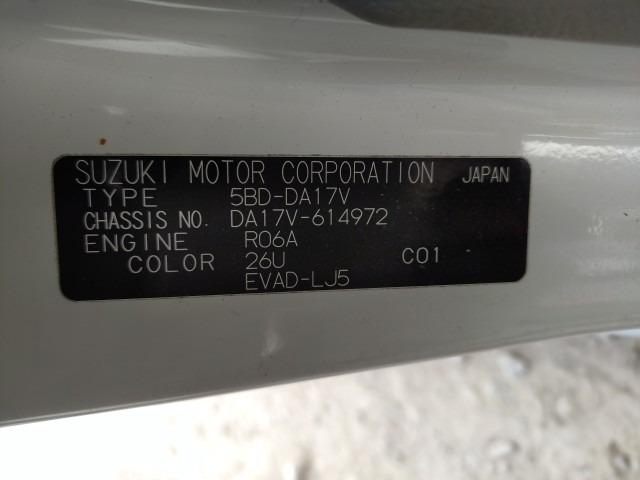 SUZUKI MOTOR CORPORATION JAPAN
TYPE 5BD-DA17V
CHASSIS NO. DA17V-614972
ENGINE R06A
COLOR 26U C01
EVAD-LJ5